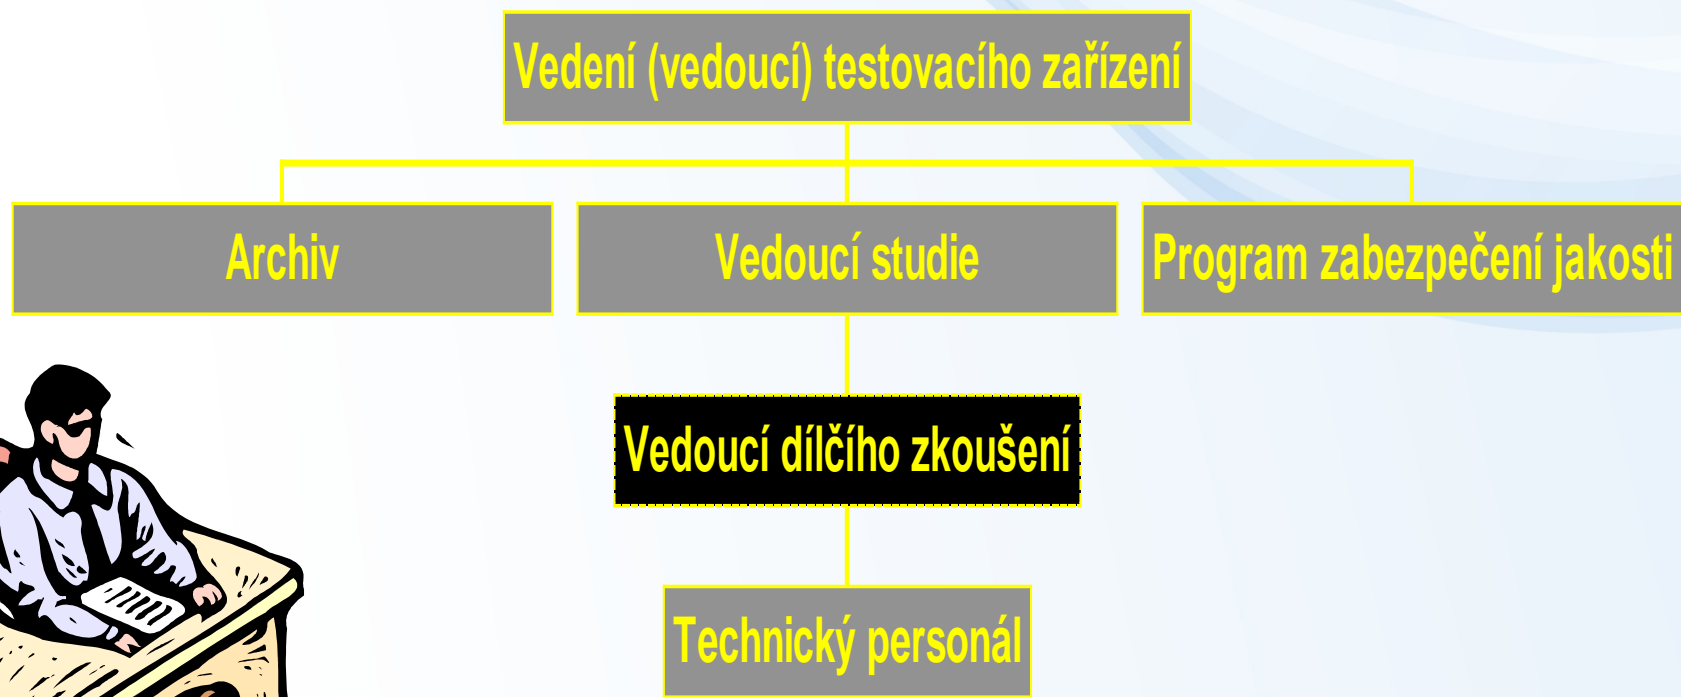 Vedení (vedoucí) testovacího zařízení
Archiv
Vedoucí studie
Program zabezpečení jakosti
Vedoucí dílčího zkoušení
Technický personál